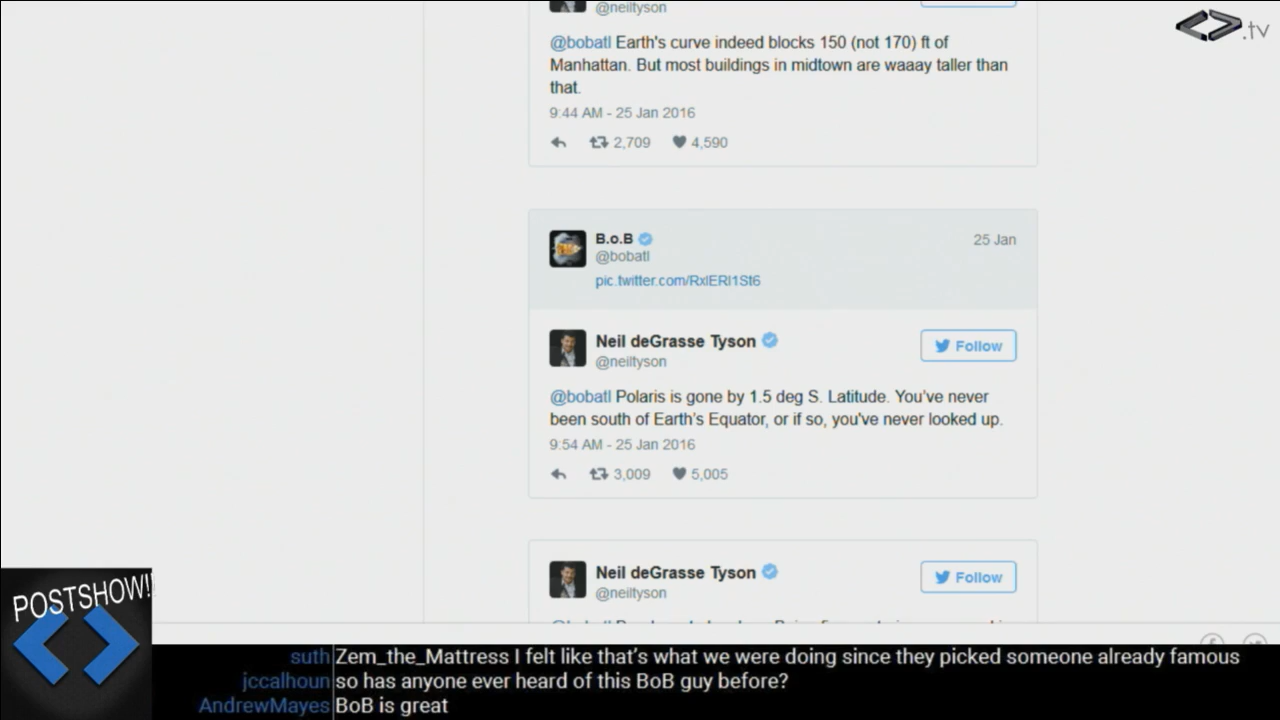 .tv
@neiltyson
@bobatl Earth's curve indeed blocks 150 (not 170) ft of
Manhattan. But most buildings in midtown are waaay taller than
that.
9:44 AM - 25 Jan 2016
2,709 4,590
B.o.B 25 Jan
@bobatl
pic.twitter.com/RxlERl1St6
Neil deGrasse Tyson Follow
@neiltyson
@bobatl Polaris is gone by 1.5 deg S. Latitude. You've never
been south of Earth's Equator, or if so, you've never looked up.
9:54 AM - 25 Jan 2016
3,009 5,005
Neil deGrasse Tyson Follow
@neiltyson
POSTSHOW!!
suth Zem_the_Mattress I felt like that's what we were doing since they picked someone already famous
jccalhoun so has anyone ever heard of this BoB guy before?
AndrewMayes BoB is great